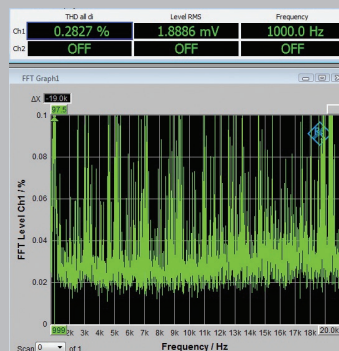 THD all di Level RMS Frequency
Ch1 0.2827 % 1.8886 mV 1000.0 Hz
Ch2 OFF OFF OFF
FFT Graph1
ΔX -19.0k
97.5
0.1
0.08
0.06
0.04
0.02
0
FFT Level Ch1 / %
999 2k 3k 4k 5k 6k 7k 8k 9k 10k 11k 12k 13k 14k 15k 16k 17k 18k 20.0k
Frequency / Hz
Scan 0 of 1